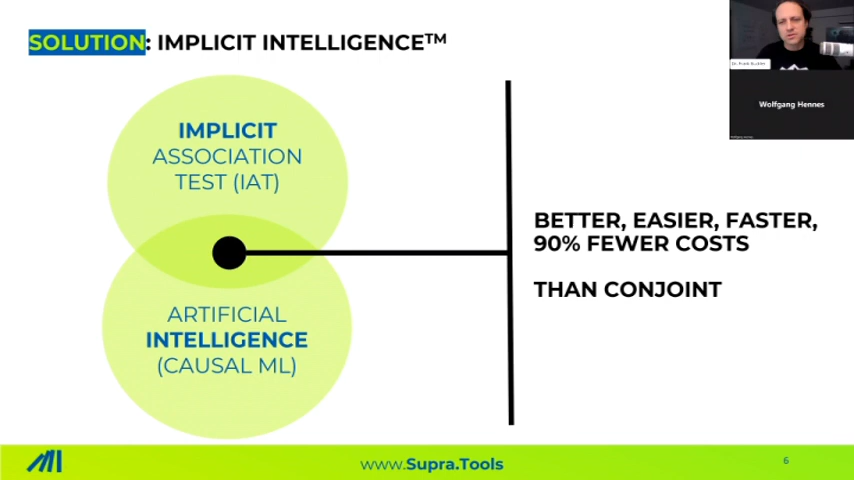 SOLUTION: IMPLICIT INTELLIGENCE™
IMPLICIT
ASSOCIATION
TEST (IAT)
ARTIFICIAL
INTELLIGENCE
(CAUSAL ML)
BETTER, EASIER, FASTER,
90% FEWER COSTS
THAN CONJOINT
Wolfgang Hennes
www.Supra.Tools
6